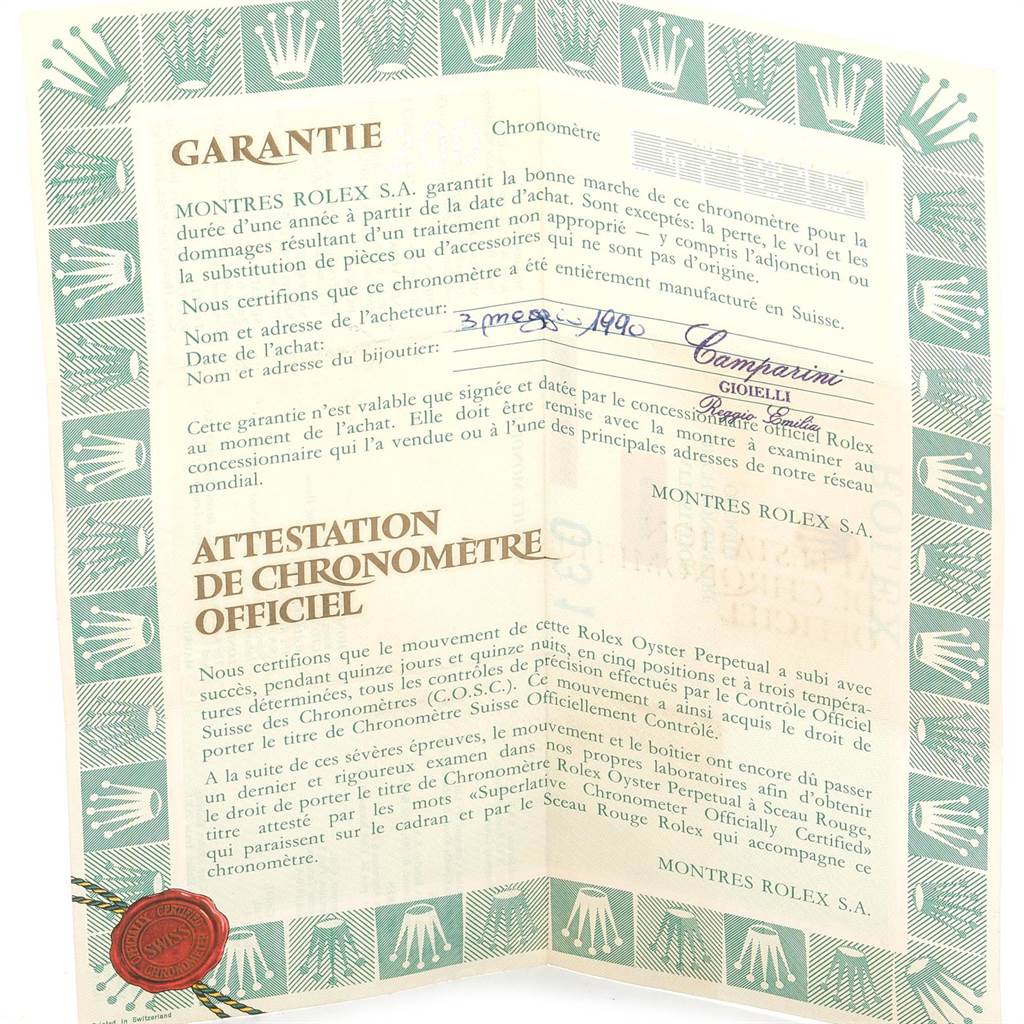 GARANTIE
Chronomètre
MONTRES ROLEX S.A. garantit la bonne marche de ce chronomètre pour la
durée d'une année à partir de la date d'achat. Sont exceptés: la perte, le vol et les
dommages résultant d'un traitement non approprié — y compris l'adjonction ou
la substitution de pièces ou d'accessoires qui ne sont pas d'origine.
Nous certifions que ce chronomètre a été entièrement manufacturé en Suisse.
Nom et adresse de l'acheteur:
Date de l'achat: 3 maggio 1990
Nom et adresse du bijoutier:
Camparini
GIOIELLI
Reggio Emilia
Cette garantie n'est valable que signée et datée par le concessionnaire officiel Rolex
au moment de l'achat. Elle doit être remise avec la montre à examiner au
concessionnaire qui l'a vendue ou à l'une des principales adresses de notre réseau
mondial.
MONTRES ROLEX S.A.
ATTESTATION
DE CHRONOMÈTRE
OFFICIEL
Nous certifions que le mouvement de cette Rolex Oyster Perpetual a subi avec
succès, pendant quinze jours et quinze nuits, en cinq positions et à trois tempéra-
tures déterminées, tous les contrôles de précision effectués par le Contrôle Officiel
Suisse des Chronomètres (C.O.S.C.). Ce mouvement a ainsi acquis le droit de
porter le titre de Chronomètre Suisse Officiellement Contrôlé.
A la suite de ces sévères épreuves, le mouvement et le boîtier ont encore dû passer
un dernier et rigoureux examen dans nos propres laboratoires afin d'obtenir
le droit de porter le titre de Chronomètre Rolex Oyster Perpetual à Sceau Rouge,
titre attesté par les mots «Superlative Chronometer Officially Certified»
qui paraissent sur le cadran et par le Sceau Rouge Rolex qui accompagne ce
chronomètre.
MONTRES ROLEX S.A.
OFFICIALLY CERTIFIED
SWISS
CHRONOMETER
Printed in Switzerland